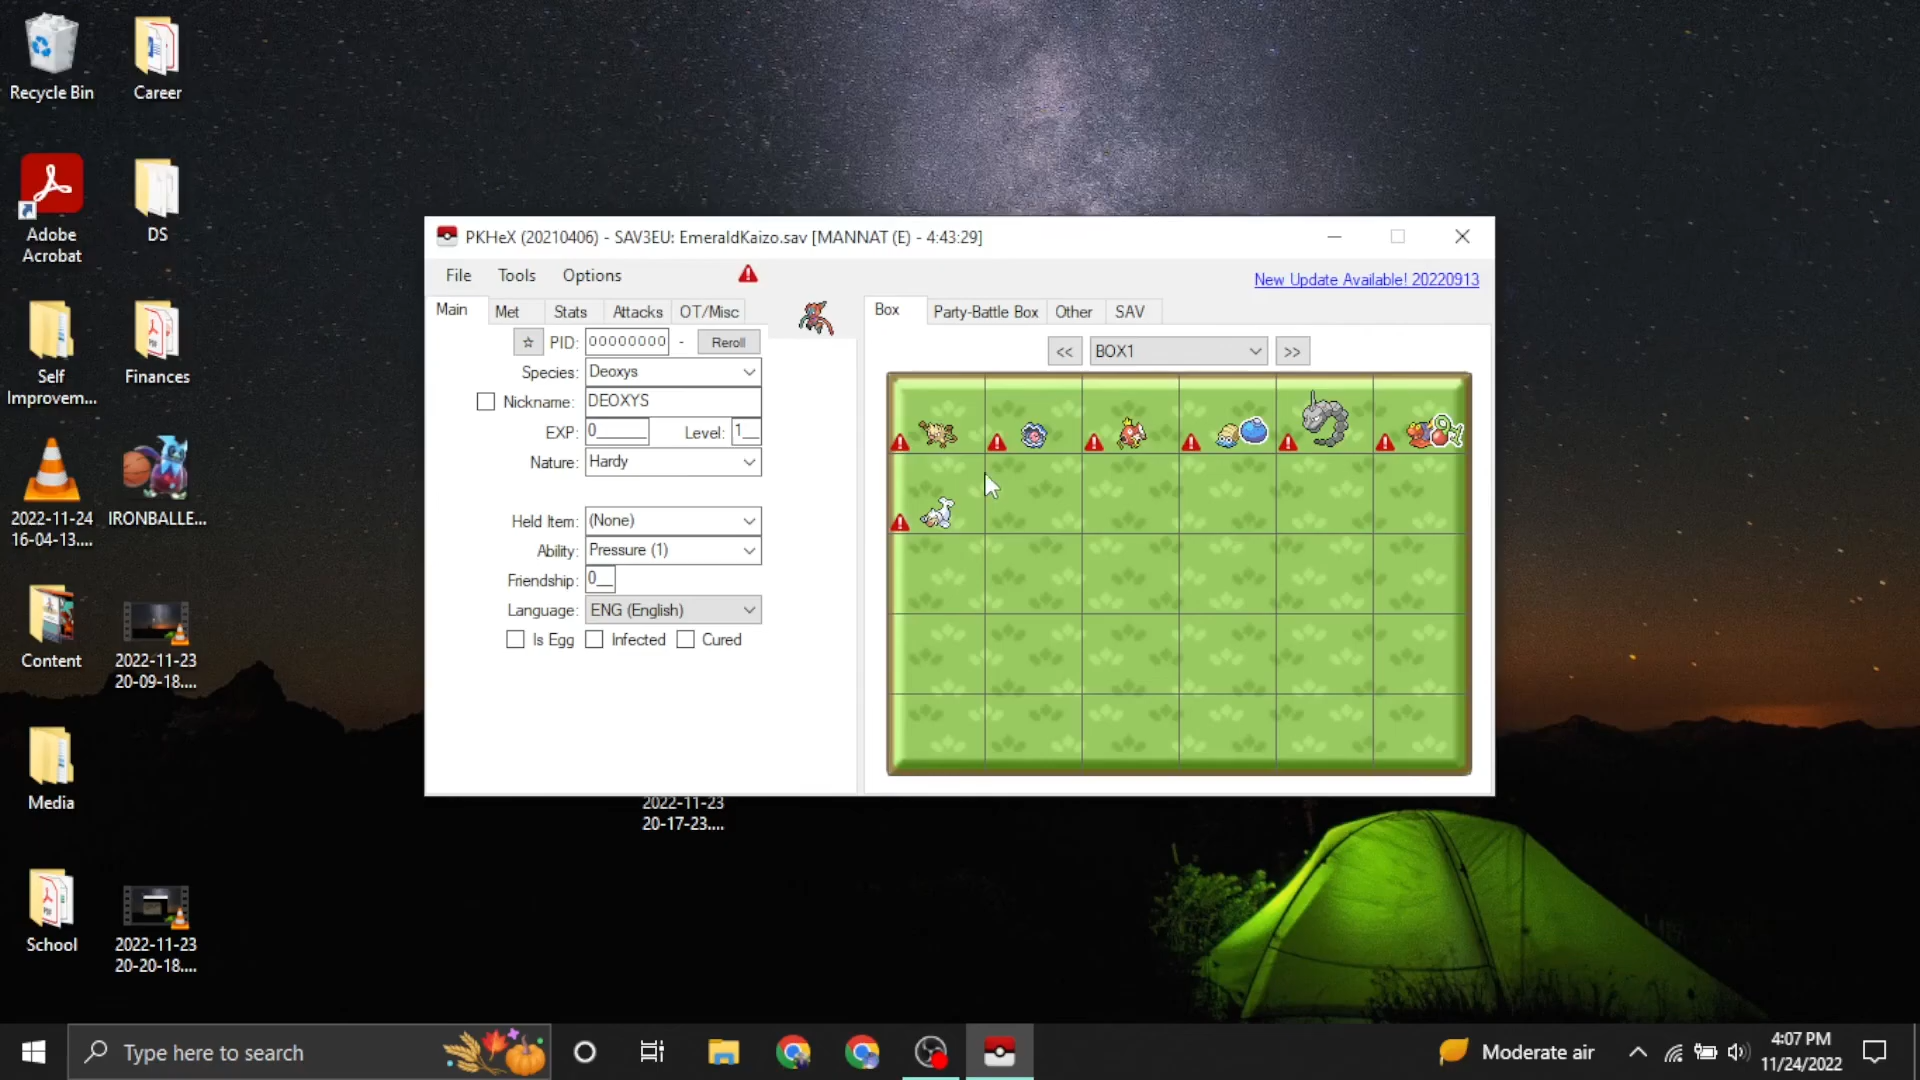 Recycle Bin
Career
Adobe
Acrobat
DS
Self
Improvem...
Finances
2022-11-24
16-04-13....
IRONBALLE...
Content
2022-11-23
20-09-18....
Media
School
2022-11-23
20-20-18....
PKHeX (20210406) - SAV3EU: EmeraldKaizo.sav [MANNAT (E) - 4:43:29]
File Tools Options
New Update Available! 20220913
Main Met Stats Attacks OT/Misc
PID: 00000000 - Reroll
Species: Deoxys
Nickname: DEOXYS
EXP: 0 Level: 1
Nature: Hardy
Held Item: (None)
Ability: Pressure (1)
Friendship: 0
Language: ENG (English)
Is Egg Infected Cured
Box Party-Battle Box Other SAV
<< BOX1 >>
2022-11-23
20-17-23....
Type here to search
Moderate air
4:07 PM
11/24/2022